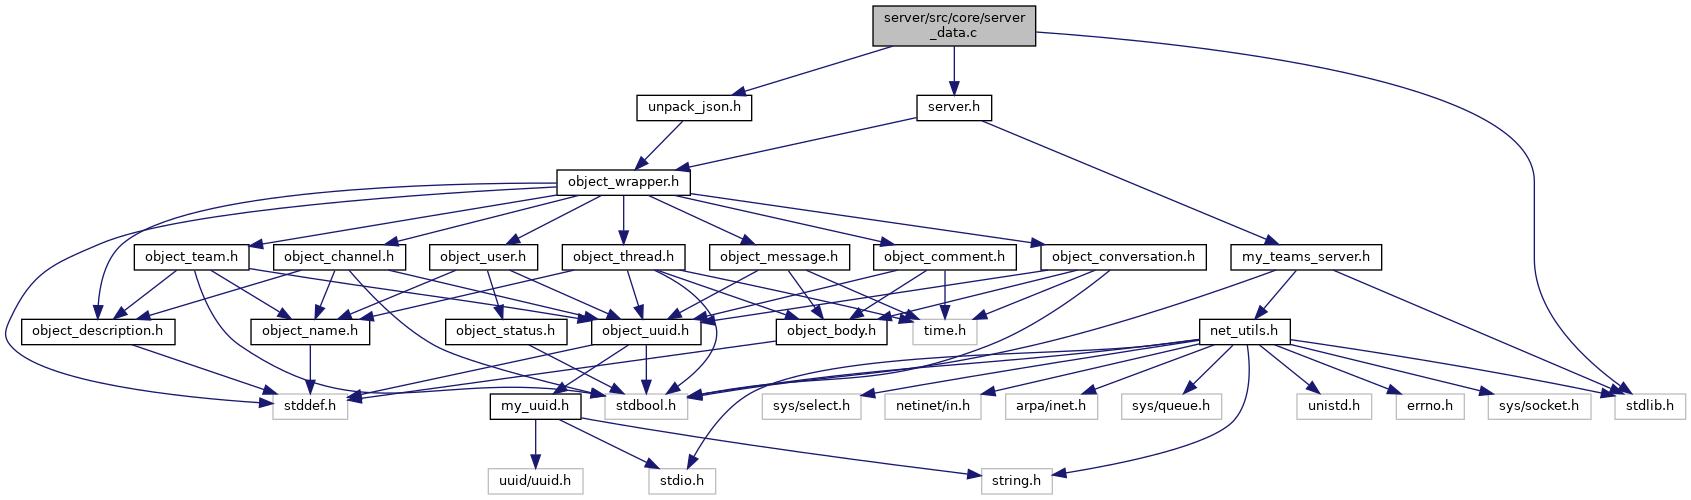 server/src/core/server
_data.c
unpack_json.h
server.h
object_wrapper.h
object_team.h
object_channel.h
object_user.h
object_thread.h
object_message.h
object_comment.h
object_conversation.h
my_teams_server.h
object_description.h
object_name.h
object_status.h
object_uuid.h
object_body.h
time.h
net_utils.h
stddef.h
my_uuid.h
stdbool.h
sys/select.h
netinet/in.h
arpa/inet.h
sys/queue.h
unistd.h
errno.h
sys/socket.h
stdlib.h
uuid/uuid.h
stdio.h
string.h